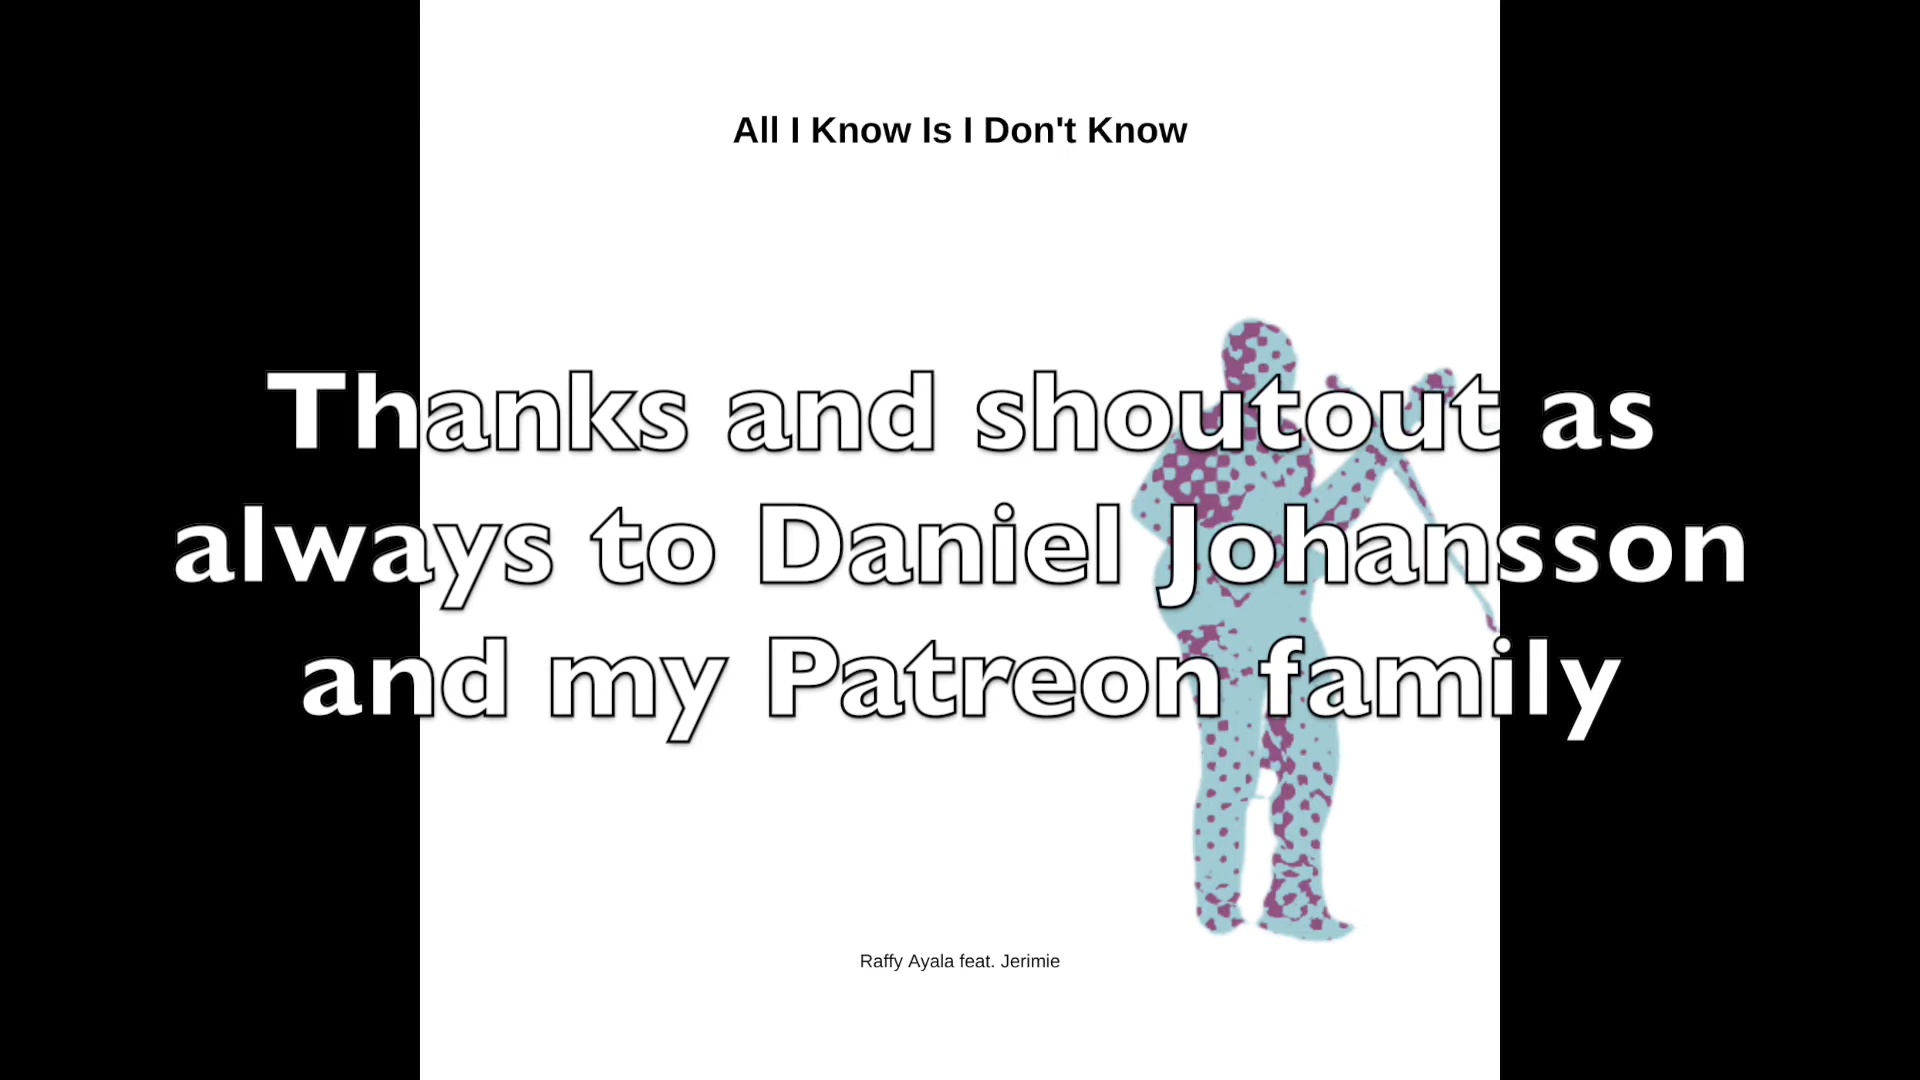 All I Know Is I Don't Know
Thanks and shoutout as
always to Daniel Johansson
and my Patreon family
Raffy Ayala feat. Jerimie